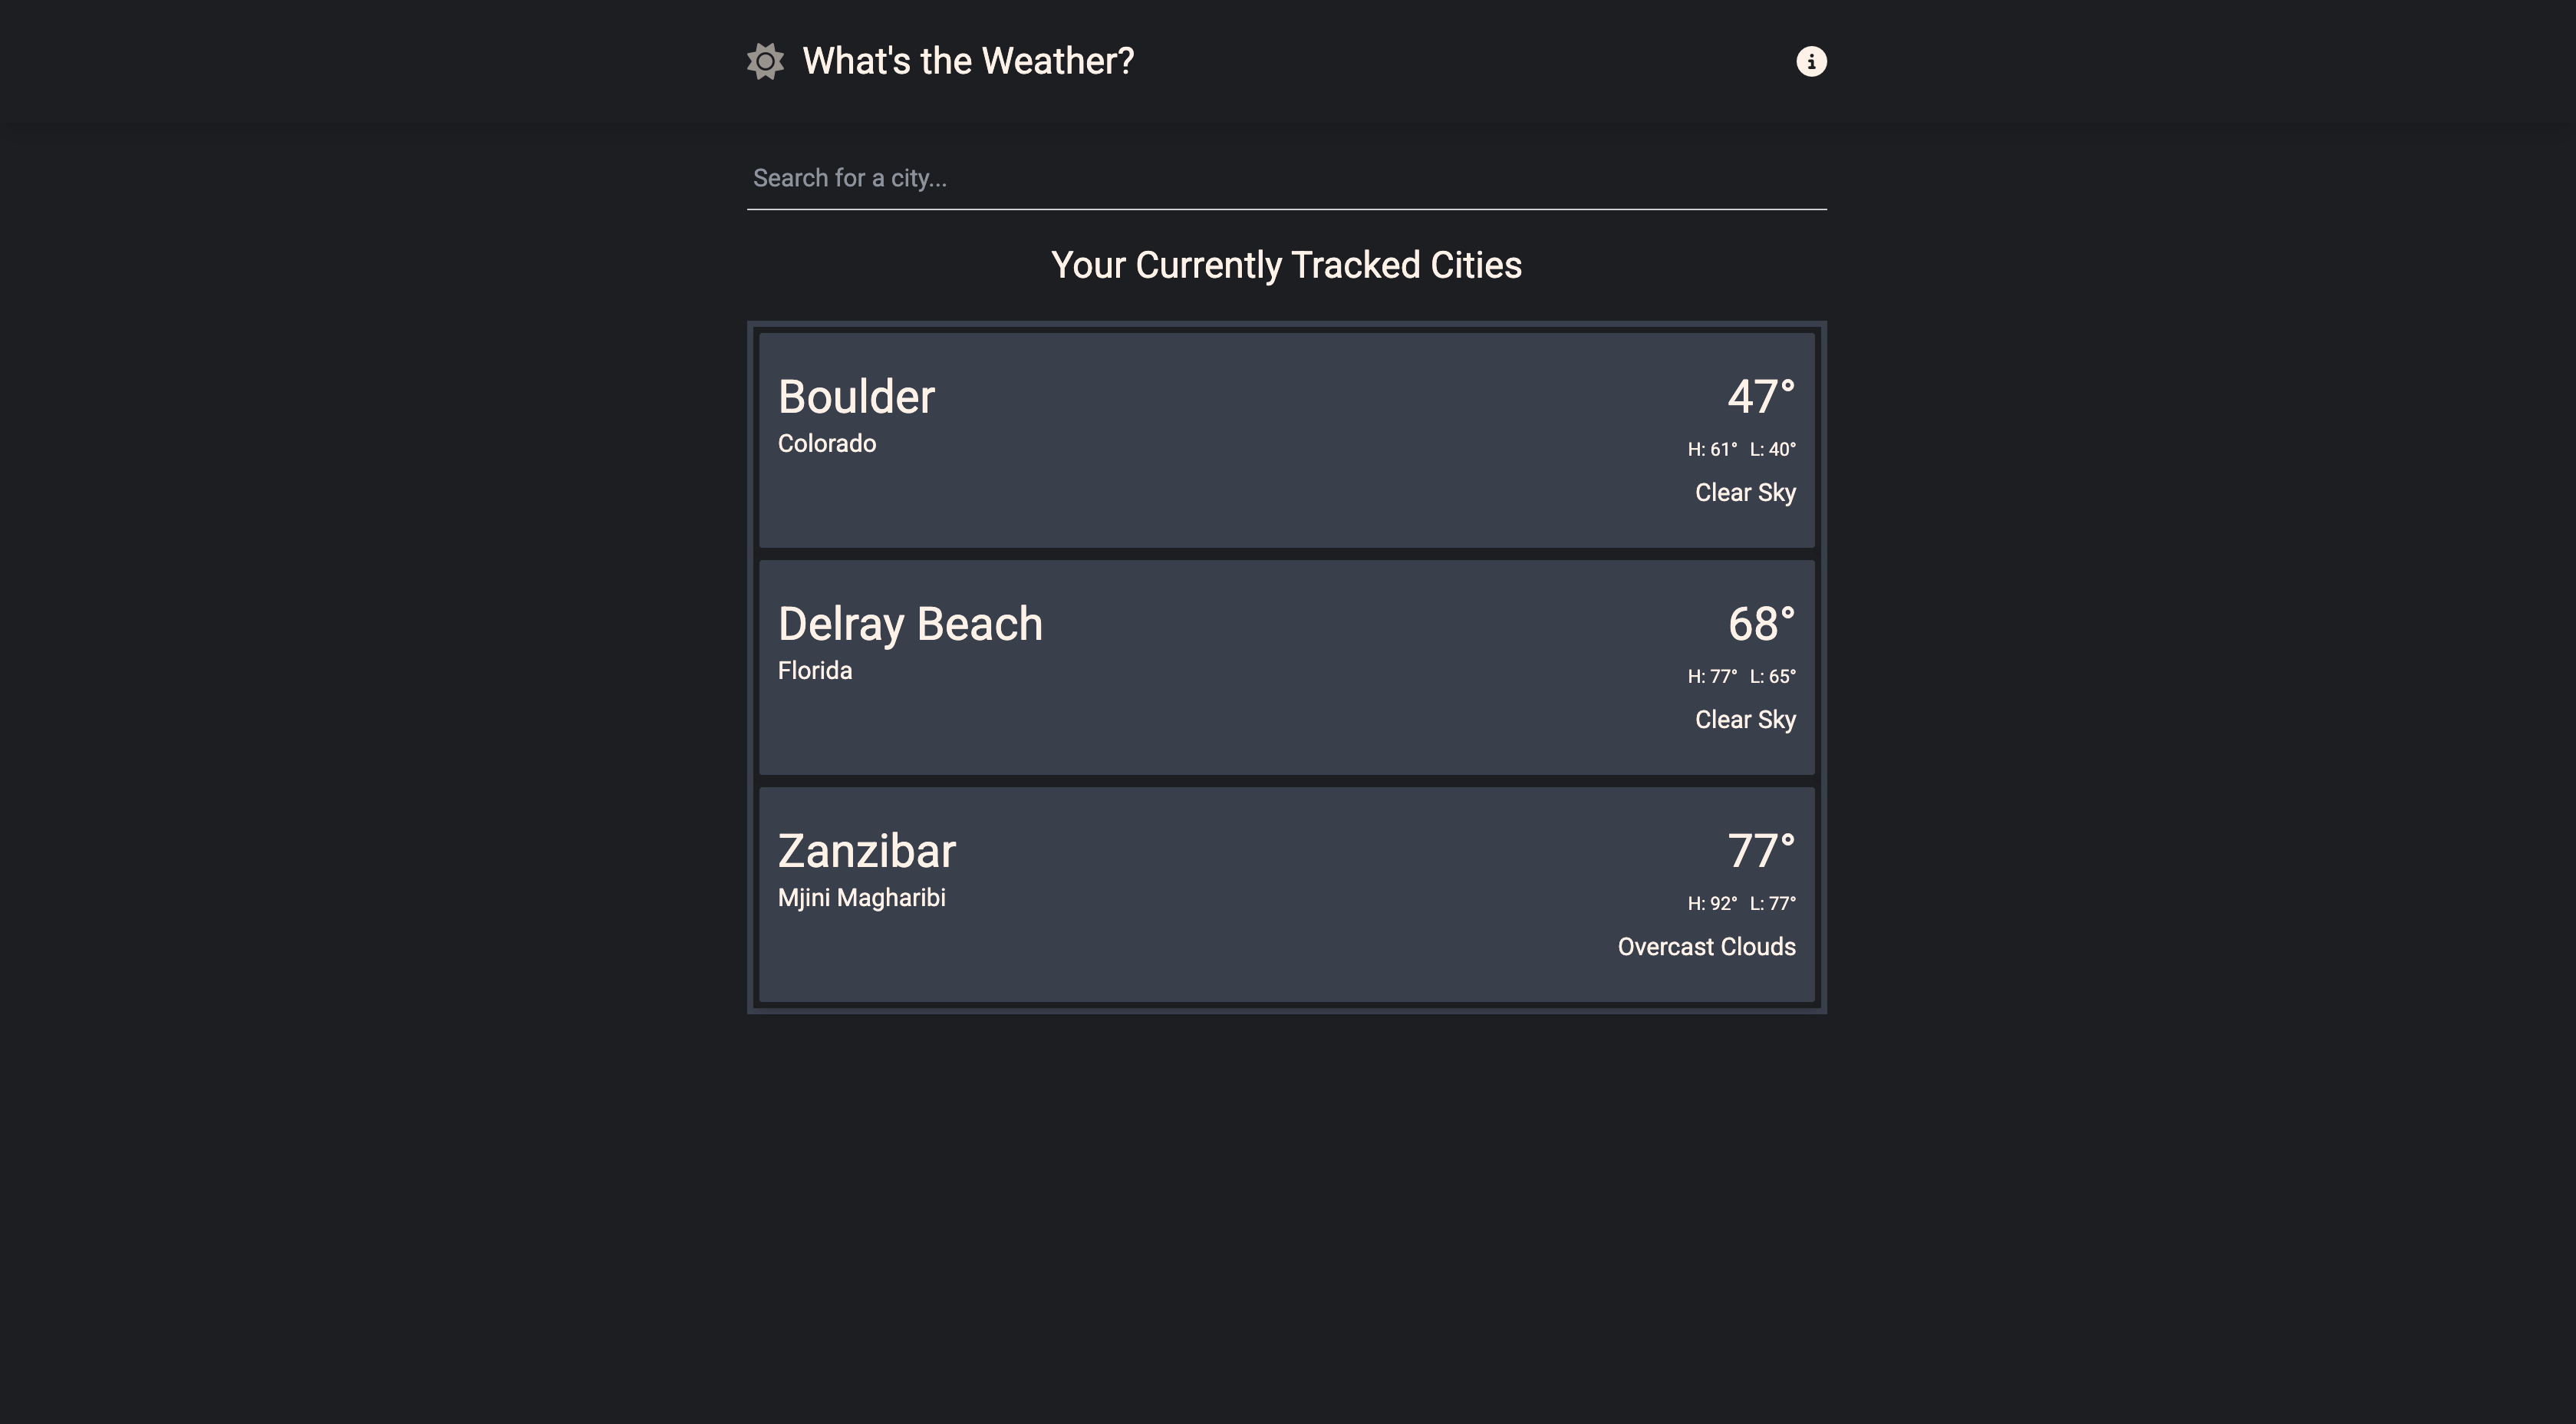 What's the Weather?
Search for a city...
Your Currently Tracked Cities
Boulder
Colorado
47°
H: 61° L: 40°
Clear Sky
Delray Beach
Florida
68°
H: 77° L: 65°
Clear Sky
Zanzibar
Mjini Magharibi
77°
H: 92° L: 77°
Overcast Clouds